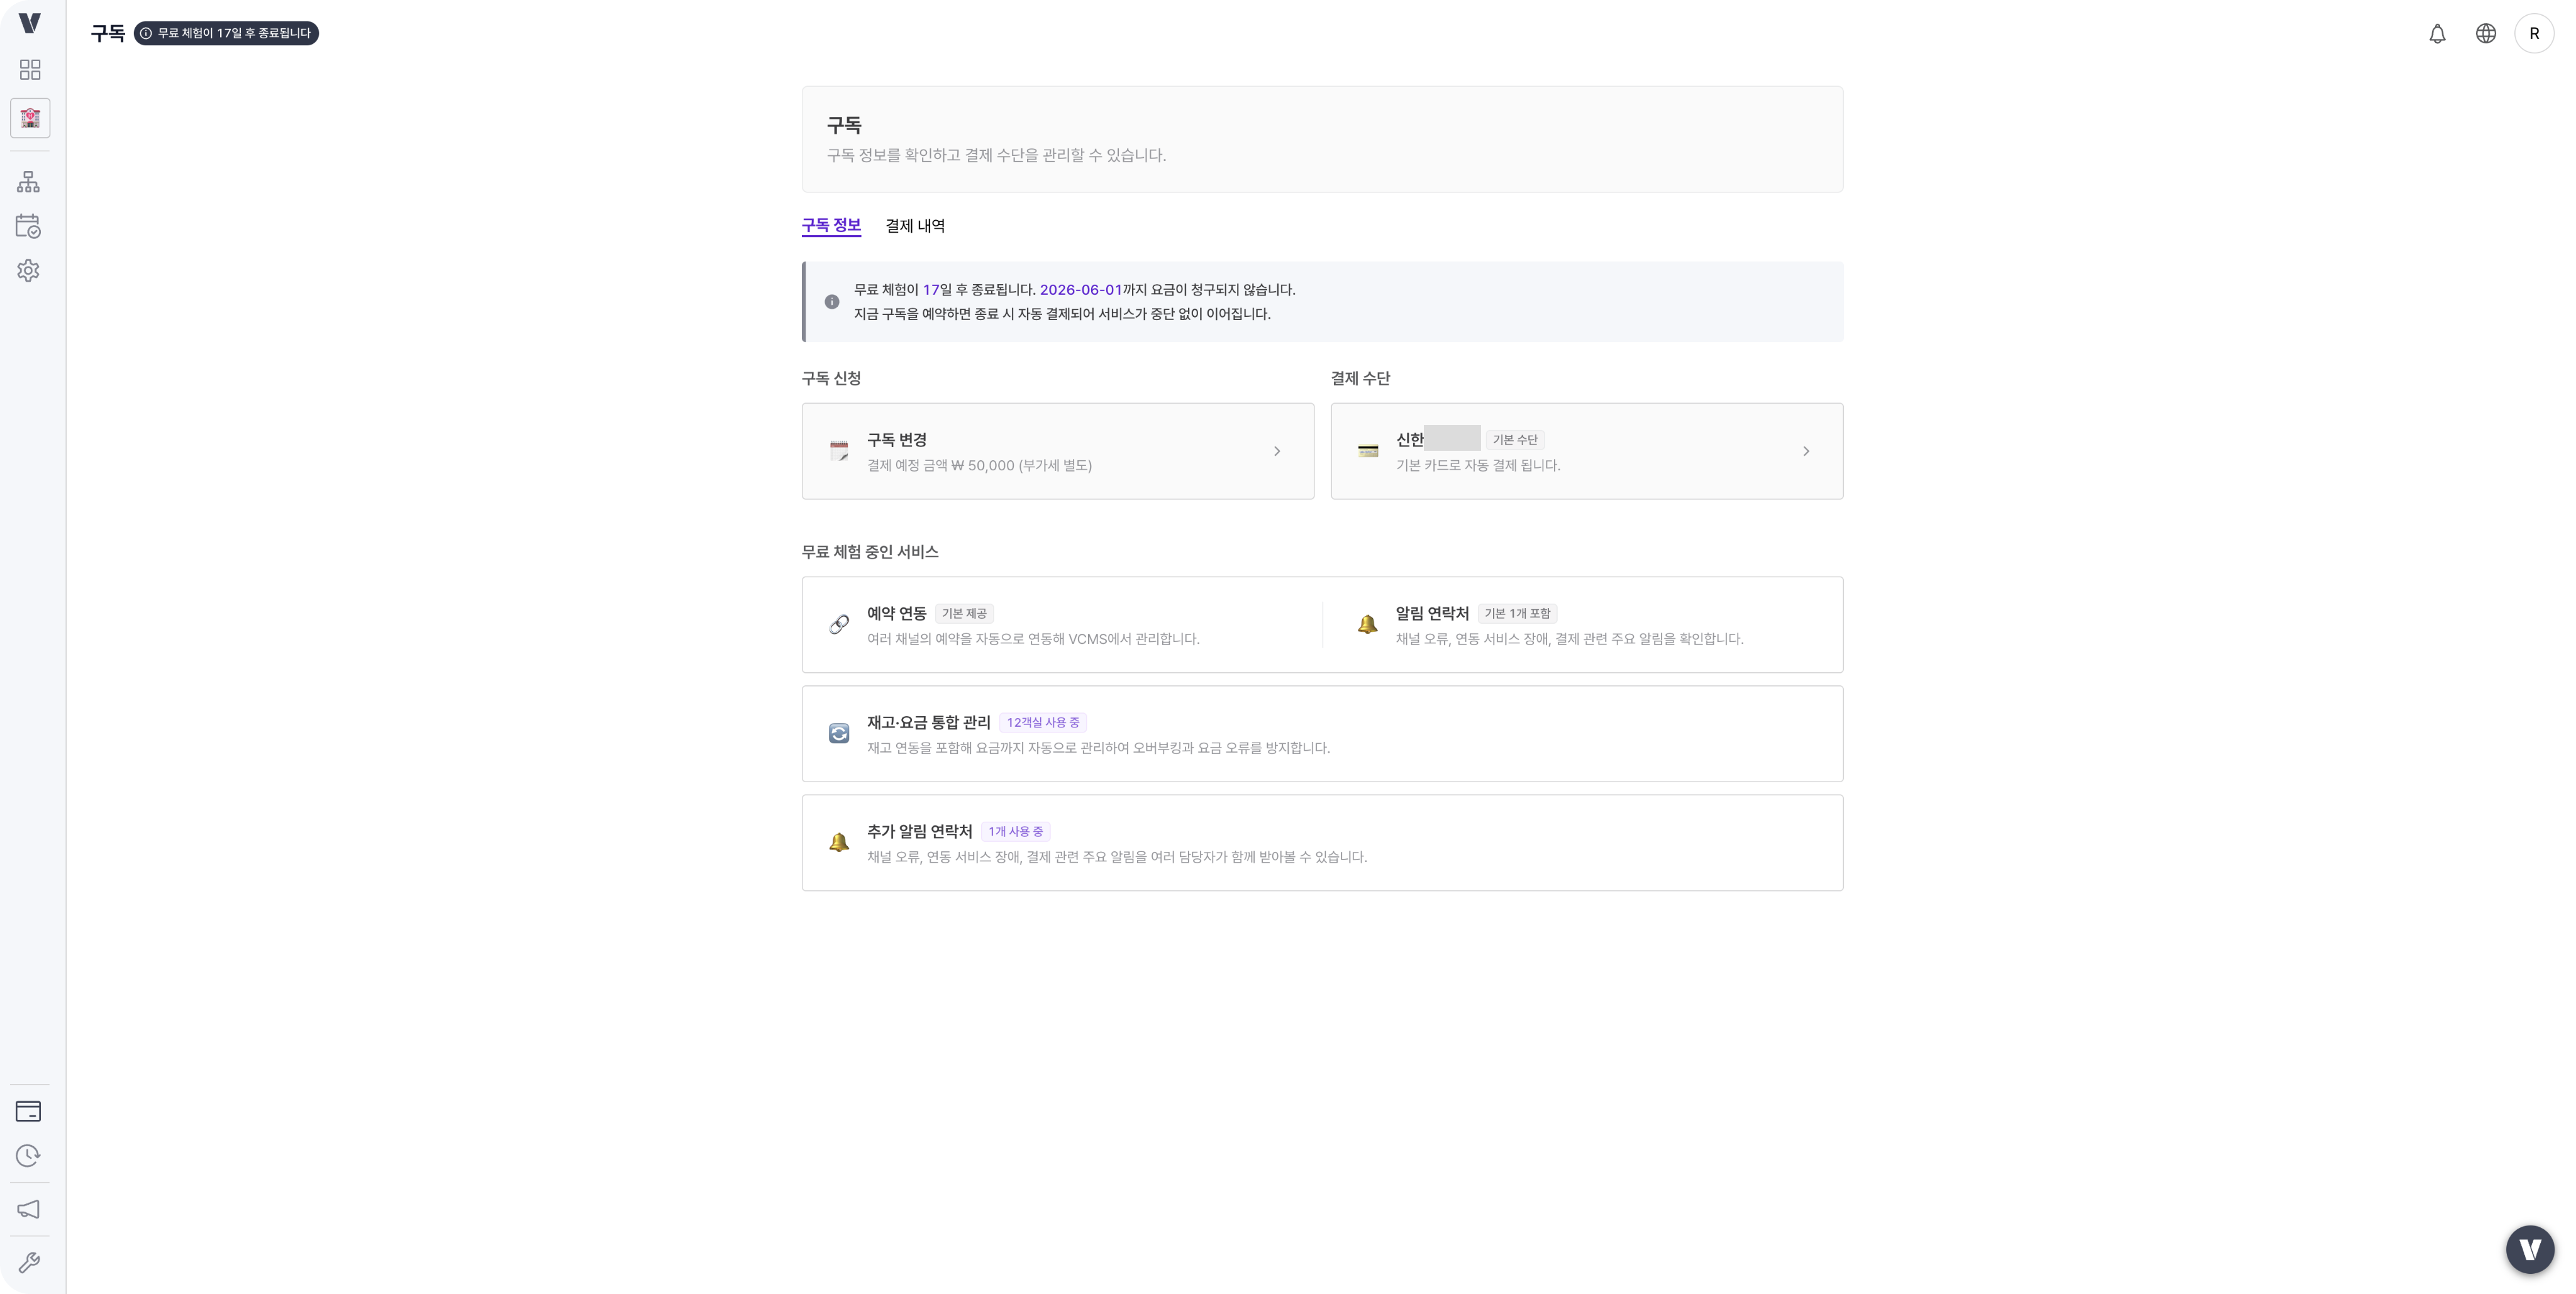 구독
무료 체험이 17일 후 종료됩니다
R
구독
구독 정보를 확인하고 결제 수단을 관리할 수 있습니다.
구독 정보
결제 내역
무료 체험이 17일 후 종료됩니다. 2026-06-01까지 요금이 청구되지 않습니다.
지금 구독을 예약하면 종료 시 자동 결제되어 서비스가 중단 없이 이어집니다.
구독 신청
구독 변경
결제 예정 금액 ₩ 50,000 (부가세 별도)
결제 수단
신한
기본 수단
기본 카드로 자동 결제 됩니다.
무료 체험 중인 서비스
예약 연동
기본 제공
여러 채널의 예약을 자동으로 연동해 VCMS에서 관리합니다.
알림 연락처
기본 1개 포함
채널 오류, 연동 서비스 장애, 결제 관련 주요 알림을 확인합니다.
재고·요금 통합 관리
12객실 사용 중
재고 연동을 포함해 요금까지 자동으로 관리하여 오버부킹과 요금 오류를 방지합니다.
추가 알림 연락처
1개 사용 중
채널 오류, 연동 서비스 장애, 결제 관련 주요 알림을 여러 담당자가 함께 받아볼 수 있습니다.